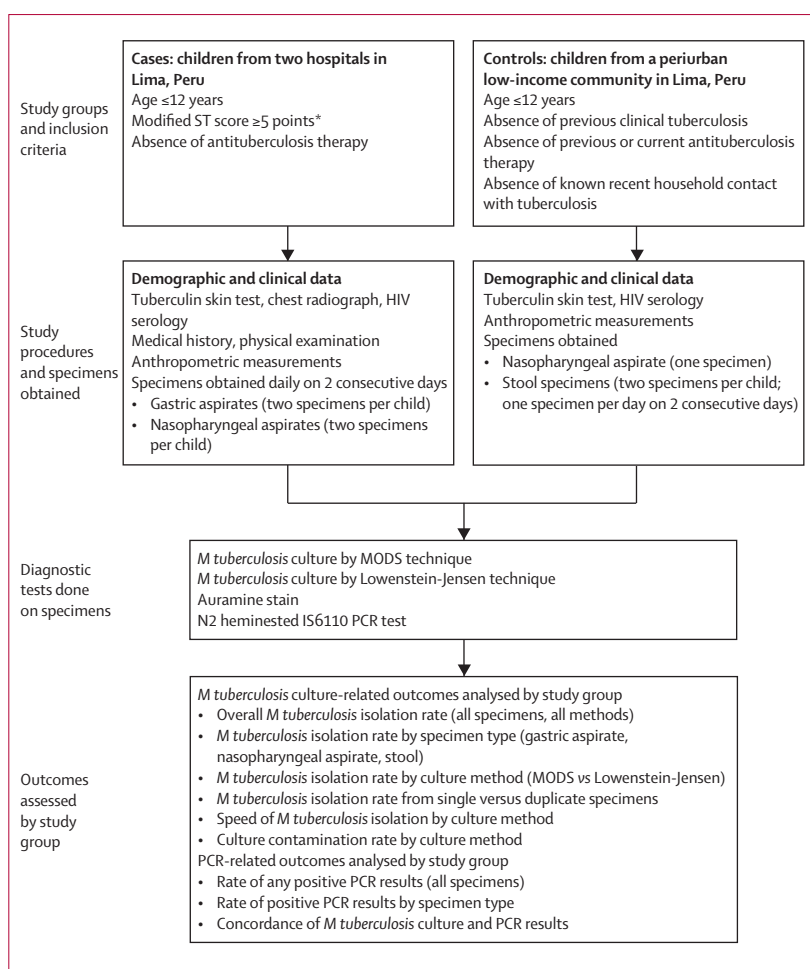 Study groups
and inclusion
criteria
Cases: children from two hospitals in
Lima, Peru
Age ≤12 years
Modified ST score ≥5 points*
Absence of antituberculosis therapy
Controls: children from a periurban
low-income community in Lima, Peru
Age ≤12 years
Absence of previous clinical tuberculosis
Absence of previous or current antituberculosis
therapy
Absence of known recent household contact
with tuberculosis
Study
procedures
and specimens
obtained
Demographic and clinical data
Tuberculin skin test, chest radiograph, HIV
serology
Medical history, physical examination
Anthropometric measurements
Specimens obtained daily on 2 consecutive days
• Gastric aspirates (two specimens per child)
• Nasopharyngeal aspirates (two specimens
per child)
Demographic and clinical data
Tuberculin skin test, HIV serology
Anthropometric measurements
Specimens obtained
• Nasopharyngeal aspirate (one specimen)
• Stool specimens (two specimens per child;
one specimen per day on 2 consecutive days)
Diagnostic
tests done
on specimens
M tuberculosis culture by MODS technique
M tuberculosis culture by Lowenstein-Jensen technique
Auramine stain
N2 heminested IS6110 PCR test
Outcomes
assessed
by study
group
M tuberculosis culture-related outcomes analysed by study group
• Overall M tuberculosis isolation rate (all specimens, all methods)
• M tuberculosis isolation rate by specimen type (gastric aspirate,
nasopharyngeal aspirate, stool)
• M tuberculosis isolation rate by culture method (MODS vs Lowenstein-Jensen)
• M tuberculosis isolation rate from single versus duplicate specimens
• Speed of M tuberculosis isolation by culture method
• Culture contamination rate by culture method
PCR-related outcomes analysed by study group
• Rate of any positive PCR results (all specimens)
• Rate of positive PCR results by specimen type
• Concordance of M tuberculosis culture and PCR results